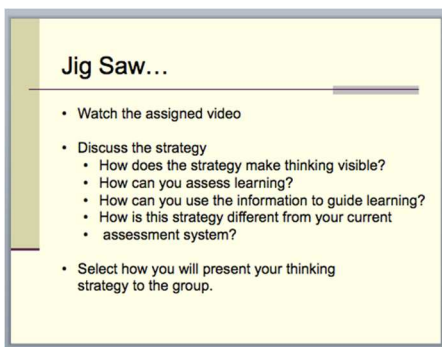 Jig Saw...
• Watch the assigned video
• Discuss the strategy
• How does the strategy make thinking visible?
• How can you assess learning?
• How can you use the information to guide learning?
• How is this strategy different from your current
• assessment system?
• Select how you will present your thinking
strategy to the group.